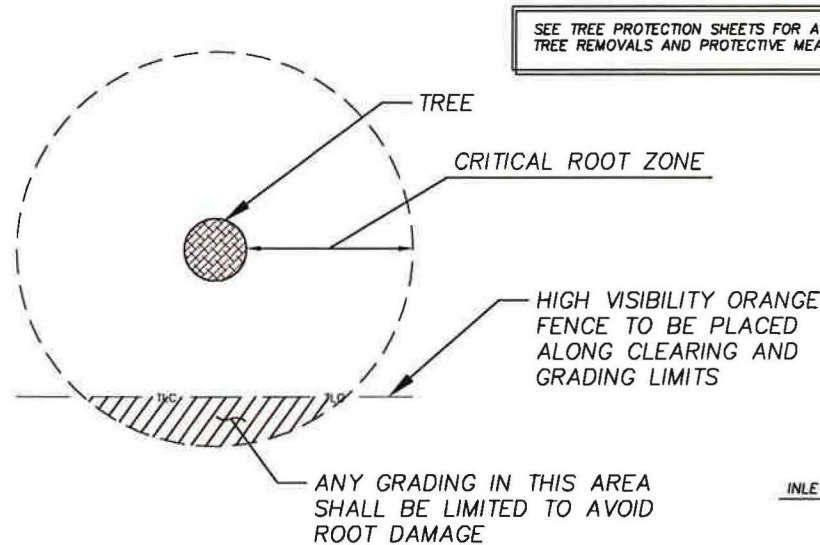 SEE TREE PROTECTION SHEETS FOR A
TREE REMOVALS AND PROTECTIVE MEA
TREE
CRITICAL ROOT ZONE
HIGH VISIBILITY ORANGE
FENCE TO BE PLACED
ALONG CLEARING AND
GRADING LIMITS
TLC TLC
ANY GRADING IN THIS AREA
SHALL BE LIMITED TO AVOID
ROOT DAMAGE
INLE